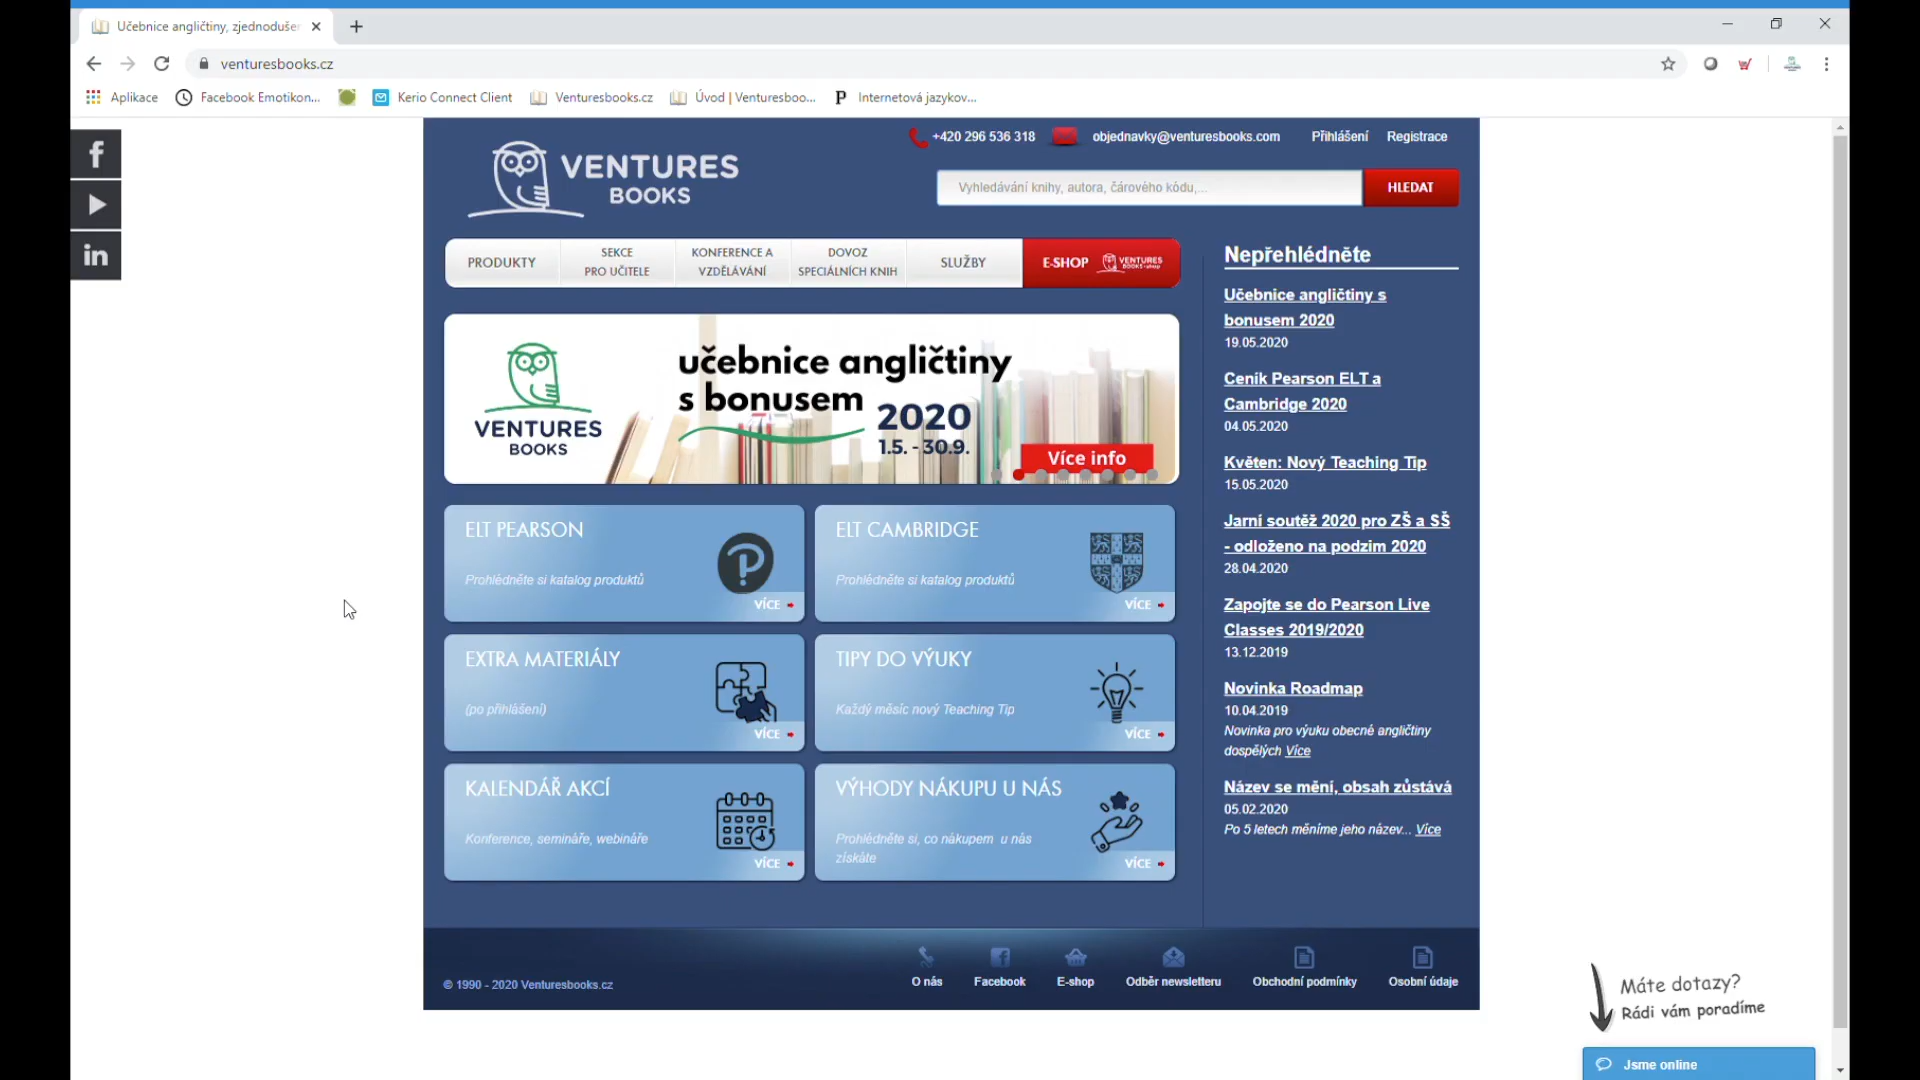 Učebnice angličtiny, zjednodušen
venturesbooks.cz
Aplikace
Facebook Emotikon...
Kerio Connect Client
Venturesbooks.cz
Úvod | Venturesboo...
Internetová jazykov...
+420 296 536 318
objednavky@venturesbooks.com
Přihlášení
Registrace
VENTURES
BOOKS
Vyhledávání knihy, autora, čárového kódu,...
HLEDAT
PRODUKTY
SEKCE
PRO UČITELE
KONFERENCE A
VZDĚLÁVÁNÍ
DOVOZ
SPECIÁLNÍCH KNIH
SLUŽBY
E-SHOP
VENTURES
BOOKS e-shop
učebnice angličtiny
s bonusem
2020
1.5. - 30.9.
VENTURES
BOOKS
Více info
ELT PEARSON
Prohlédněte si katalog produktů
VÍCE
ELT CAMBRIDGE
Prohlédněte si katalog produktů
VÍCE
EXTRA MATERIÁLY
(po přihlášení)
VÍCE
TIPY DO VÝUKY
Každý měsíc nový Teaching Tip
VÍCE
KALENDÁŘ AKCÍ
Konference, semináře, webináře
VÍCE
VÝHODY NÁKUPU U NÁS
Prohlédněte si, co nákupem u nás
získáte
VÍCE
Nepřehlédněte
Učebnice angličtiny s
bonusem 2020
19.05.2020
Ceník Pearson ELT a
Cambridge 2020
04.05.2020
Květen: Nový Teaching Tip
15.05.2020
Jarní soutěž 2020 pro ZŠ a SŠ
- odloženo na podzim 2020
28.04.2020
Zapojte se do Pearson Live
Classes 2019/2020
13.12.2019
Novinka Roadmap
10.04.2019
Novinka pro výuku obecné angličtiny
dospělých Více
Název se mění, obsah zůstává
05.02.2020
Po 5 letech měníme jeho název... Více
© 1990 - 2020 Venturesbooks.cz
O nás
Facebook
E-shop
Odběr newsletteru
Obchodní podmínky
Osobní údaje
Máte dotazy?
Rádi vám poradíme
Jsme online